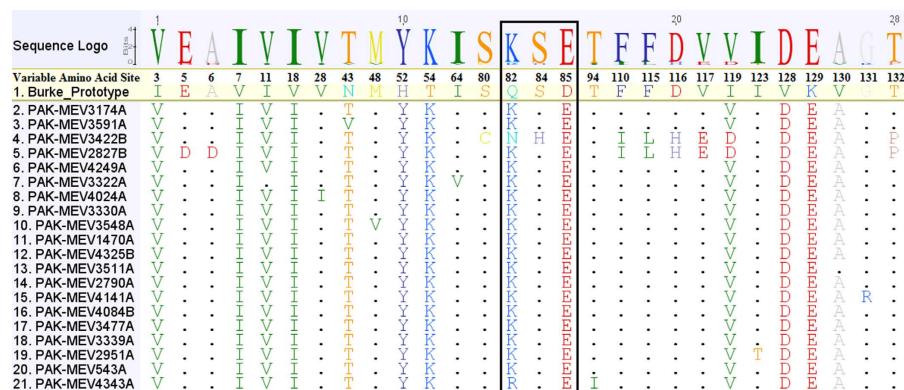 1 10 20 28
Sequence Logo 4 2 Bits 0 V E A I V I V T M Y K I S K S E T F F D V V I D E A G T
Variable Amino Acid Site 3 5 6 7 11 18 28 43 48 52 54 64 80 82 84 85 94 110 115 116 117 119 123 128 129 130 131 132
1. Burke_Prototype I E A V I V V N M H T I S Q S D T F F D V I I V K V G T
2. PAK-MEV3174A V . . I V I . T . Y K . . K . E . . . . . V . D E A . .
3. PAK-MEV3591A V . . I V I . V . Y K . . K . E . . . . . V . D E A . .
4. PAK-MEV3422B V . . I V I . T . Y K . C N H E . I L H E D . D E A . P
5. PAK-MEV2827B V D D I V I . T . Y K . . K . E . I L H E D . D E A . P
6. PAK-MEV4249A V . . I V I . T . Y K . . K . E . . . . . V . D E A . .
7. PAK-MEV3322A V . . I V . . T . Y K V . K . E . . . . . V . D E A . .
8. PAK-MEV4024A V . . I V I I T . Y K . . K . E . . . . . V . D E A . .
9. PAK-MEV3330A V . . I V I . T . Y K . . K . E . . . . . V . D E A . .
10. PAK-MEV3548A V . . I V I . T V Y K . . K . E . . . . . V . D E A . .
11. PAK-MEV1470A V . . I V I . T . Y K . . K . E . . . . . V . D E A . .
12. PAK-MEV4325B V . . I V I . T . Y K . . K . E . . . . . V . D E A . .
13. PAK-MEV3511A V . . I V I . T . Y K . . K . E . . . . . V . D E . . .
14. PAK-MEV2790A V . . I V I . T . Y K . . K . E . . . . . V . D E A . .
15. PAK-MEV4141A V . . I V I . T . Y K . . K . E . . . . . V . D E A R .
16. PAK-MEV4084B V . . I V I . T . Y K . . K . E . . . . . V . D E A . .
17. PAK-MEV3477A V . . I V I . T . Y K . . K . E . . . . . V . D E A . .
18. PAK-MEV3339A V . . I V I . T . Y K . . K . E . . . . . V . D E A . .
19. PAK-MEV2951A V . . I V I . T . Y K . . K . E . . . . . V T D E A . .
20. PAK-MEV543A V . . I V I . T . Y K . . K . E . . . . . V . D E A . .
21. PAK-MEV4343A V . . I V I . T . Y K . . R . E I . . . . V . D E A . .